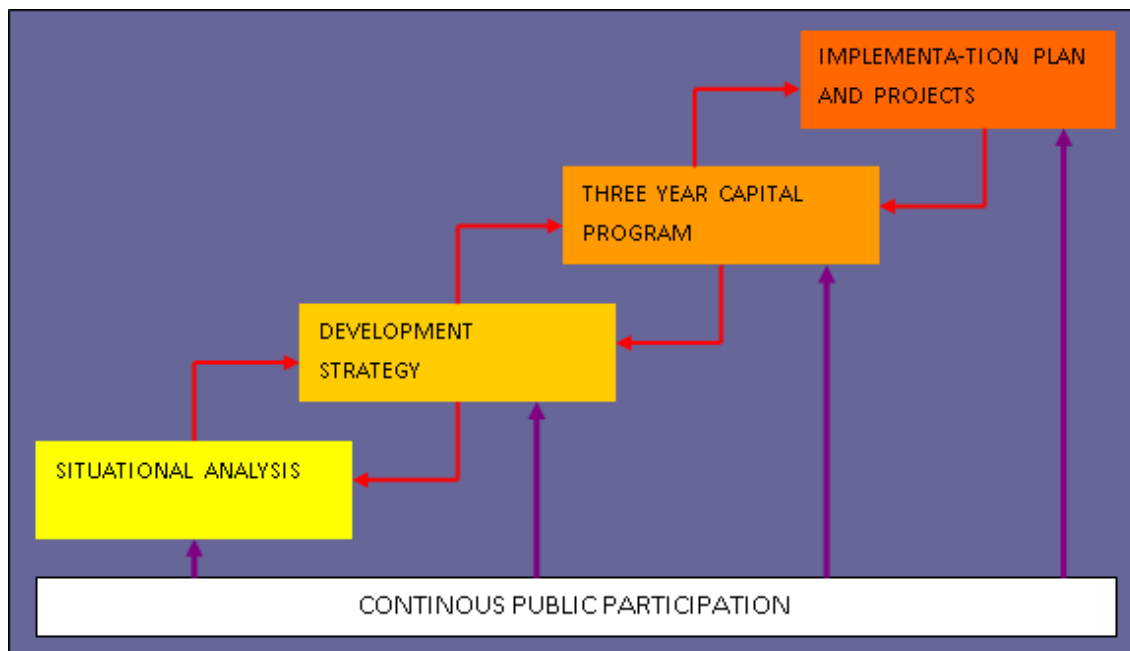 IMPLEMENTA-TION PLAN
AND PROJECTS
THREE YEAR CAPITAL
PROGRAM
DEVELOPMENT
STRATEGY
SITUATIONAL ANALYSIS
CONTINOUS PUBLIC PARTICIPATION